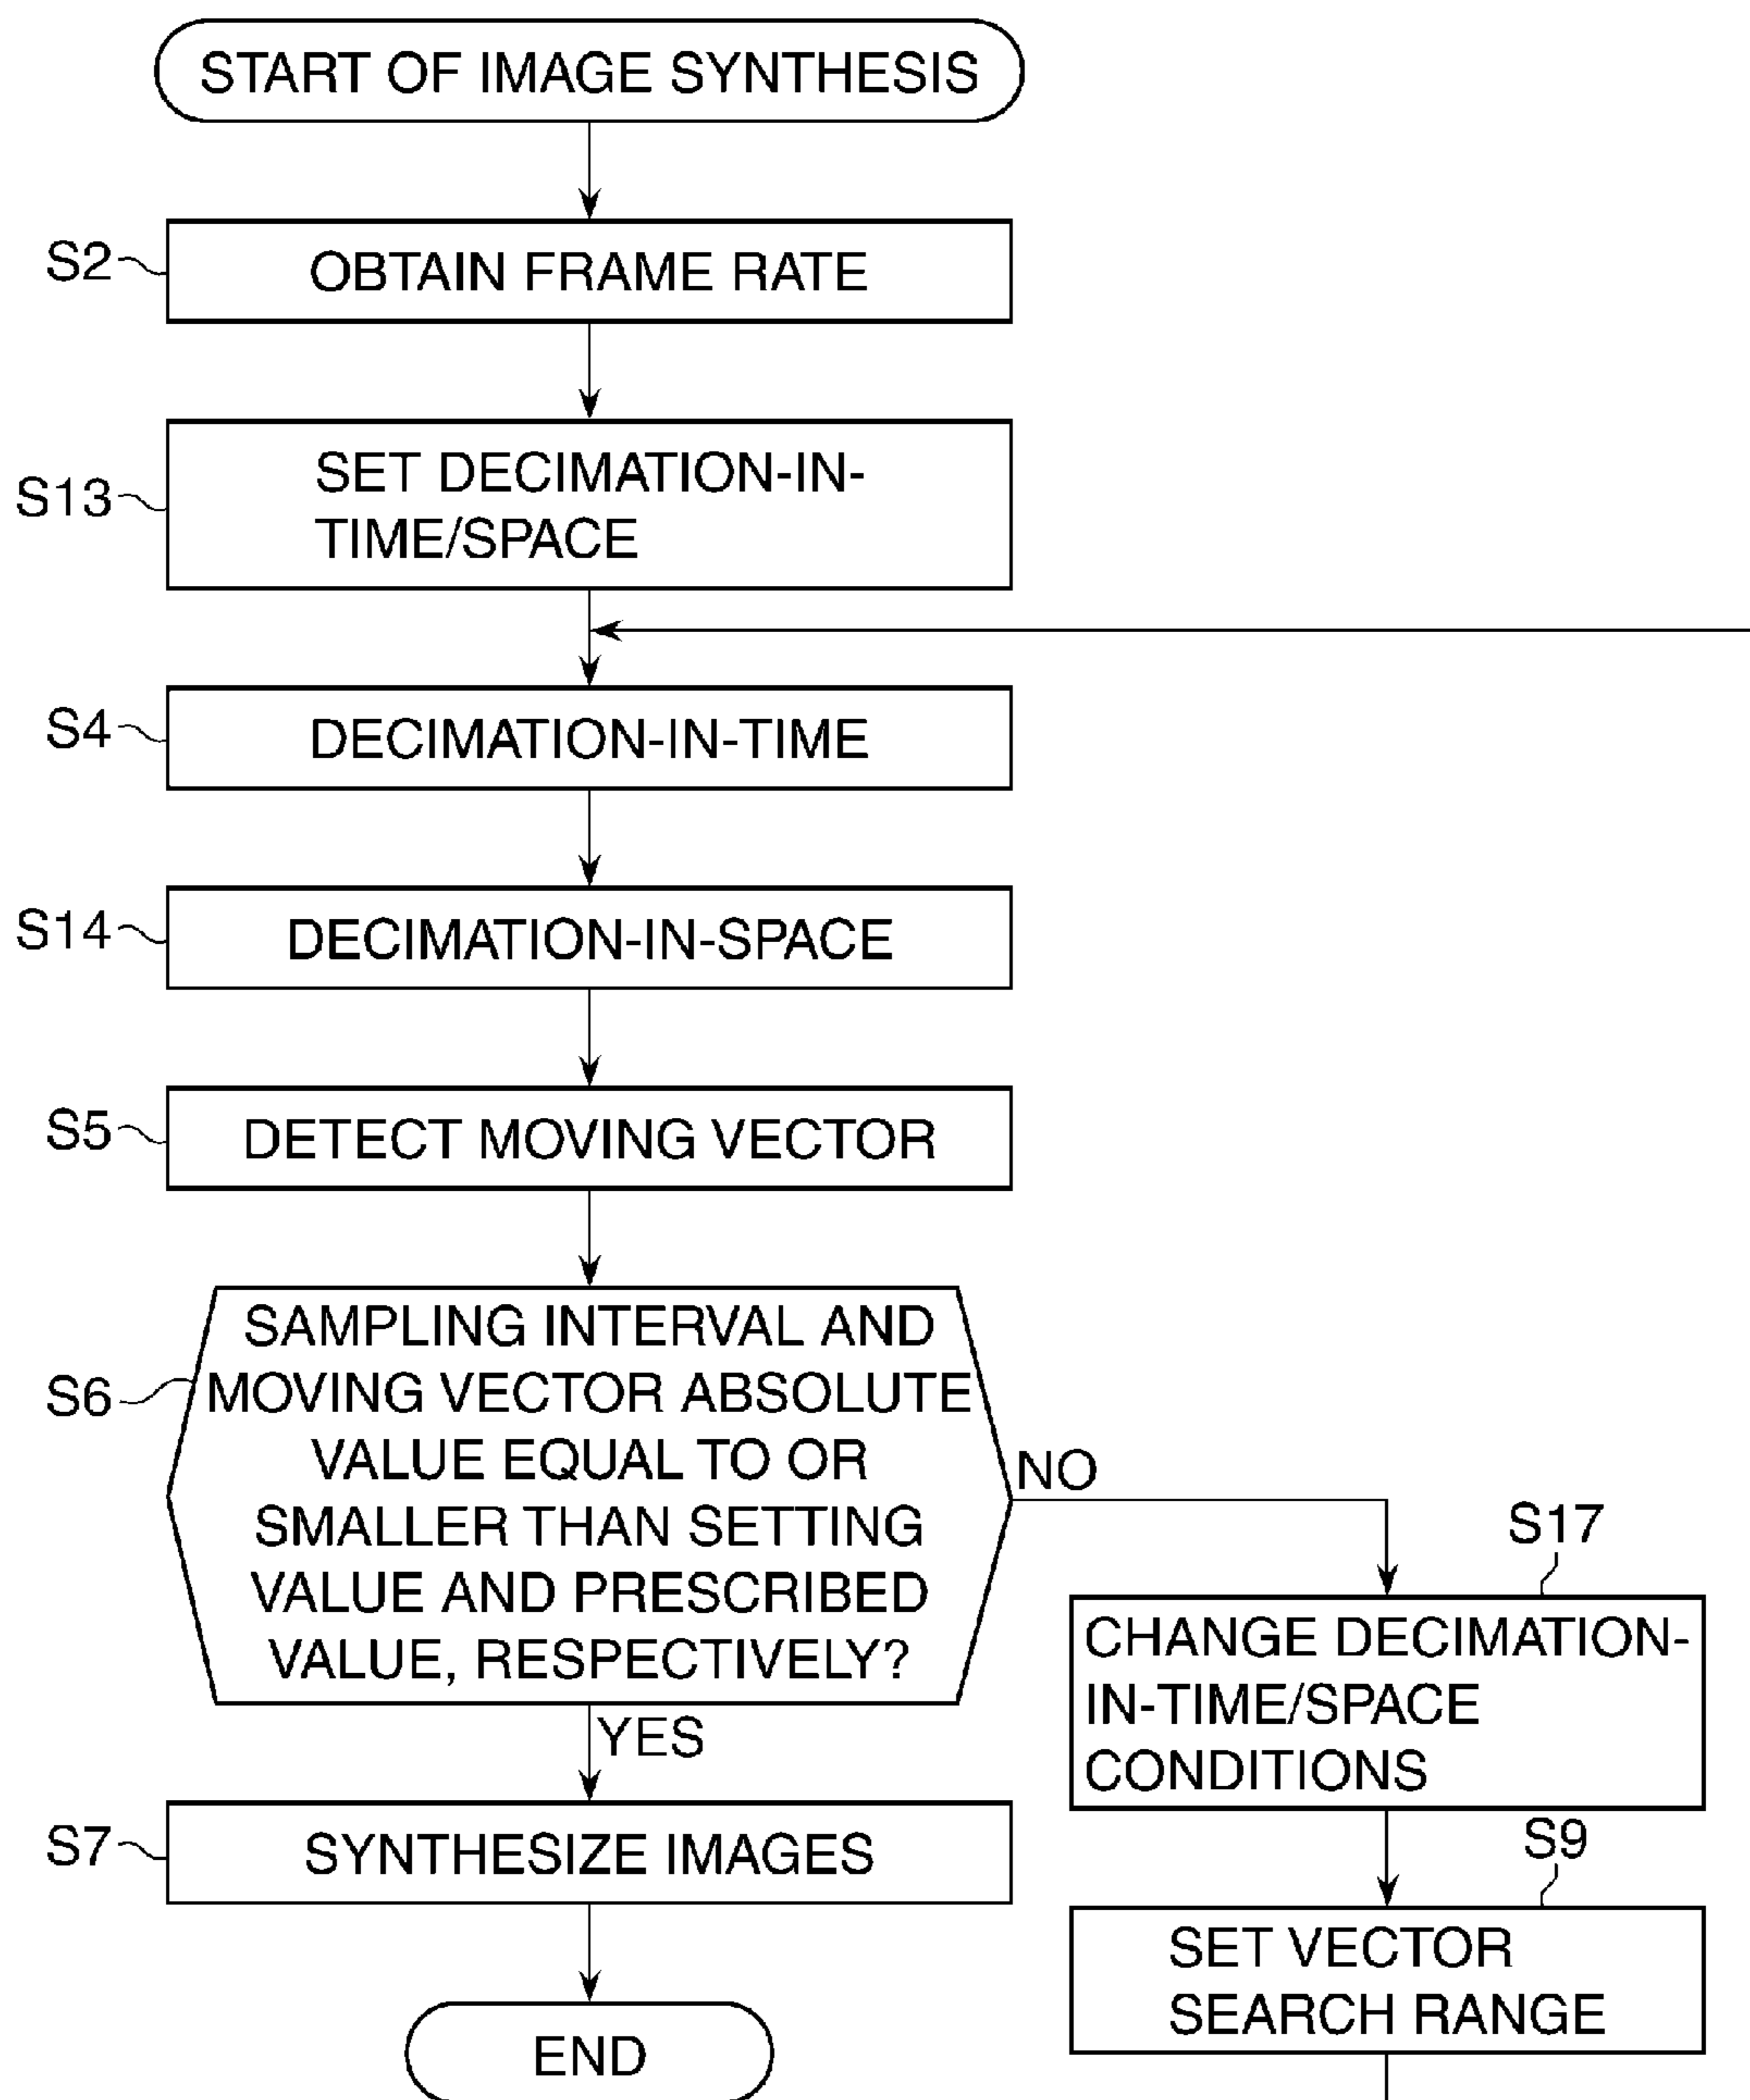 START OF IMAGE SYNTHESIS
S2
OBTAIN FRAME RATE
S13
SET DECIMATION-IN-
TIME/SPACE
S4
DECIMATION-IN-TIME
S14
DECIMATION-IN-SPACE
S5
DETECT MOVING VECTOR
S6
SAMPLING INTERVAL AND
MOVING VECTOR ABSOLUTE
VALUE EQUAL TO OR
SMALLER THAN SETTING
VALUE AND PRESCRIBED
VALUE, RESPECTIVELY?
NO
S17
CHANGE DECIMATION-
IN-TIME/SPACE
CONDITIONS
YES
S7
SYNTHESIZE IMAGES
S9
SET VECTOR
SEARCH RANGE
END